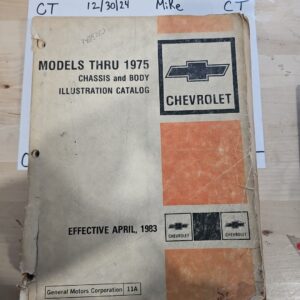 CT 12/30/24 Mike CT
MODELS THRU 1975
CHASSIS and BODY
ILLUSTRATION CATALOG
CHEVROLET
EFFECTIVE APRIL, 1983
CHEVROLET CHEVROLET
General Motors Corporation 11A